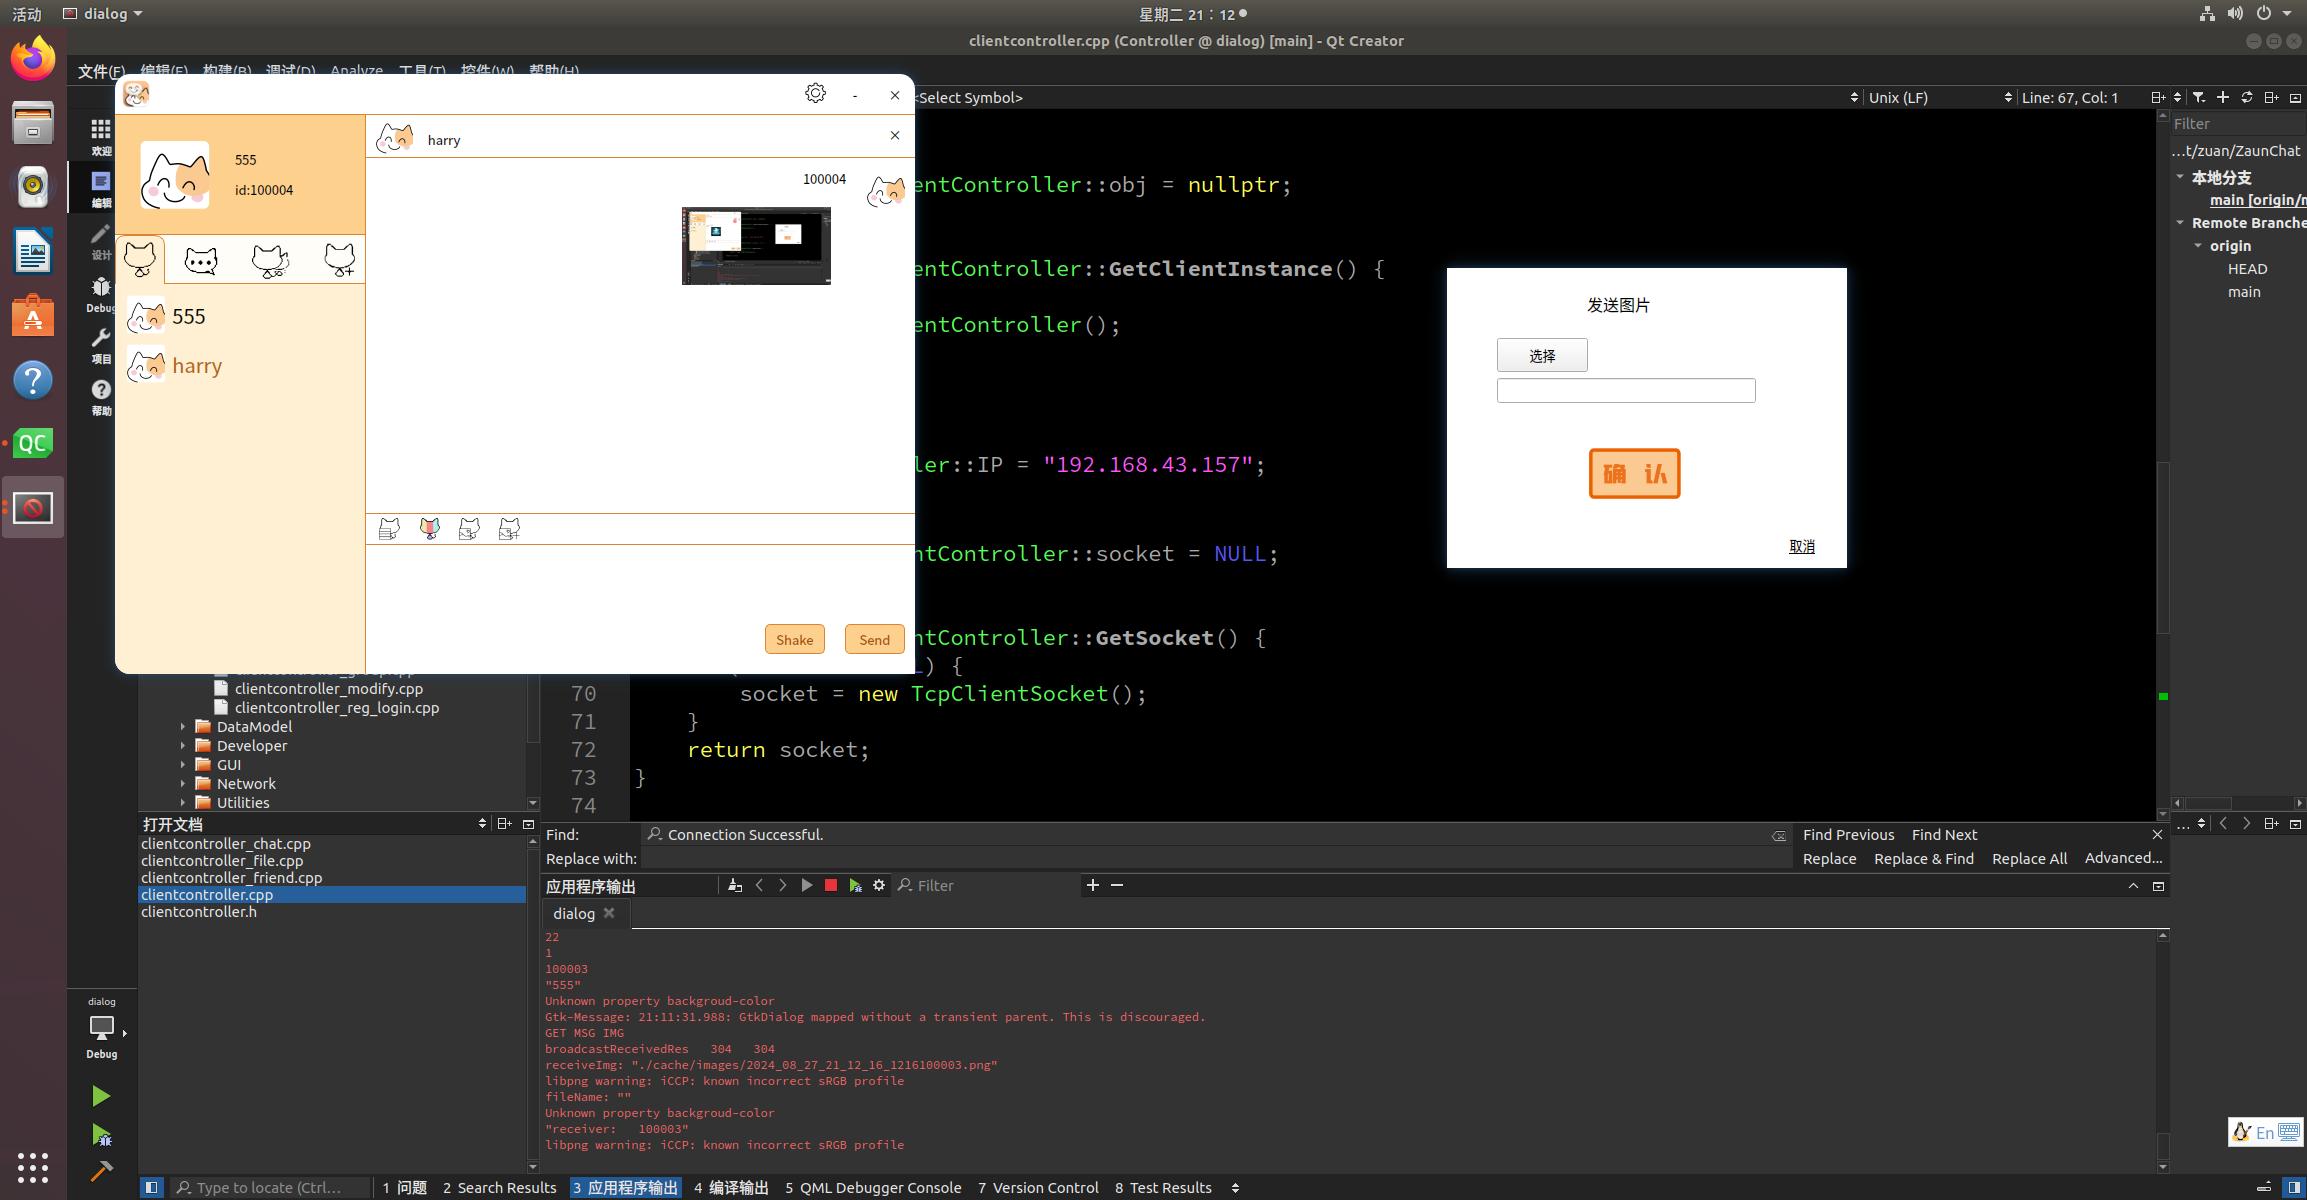 活动
dialog
星期二 21：12
clientcontroller.cpp (Controller @ dialog) [main] - Qt Creator
文件(F) 编辑(E) 构建(B) 调试(D) Analyze 工具(T) 控件(W) 帮助(H)
<Select Symbol>
Unix (LF)
Line: 67, Col: 1
Filter
欢迎
编辑
设计
Debug
项目
帮助
555
id:100004
555
harry
harry
100004
Shake
Send
entController::obj = nullptr;
entController::GetClientInstance() {
entController();
ler::IP = "192.168.43.157";
ntController::socket = NULL;
ntController::GetSocket() {
) {
70 socket = new TcpClientSocket();
71 }
72 return socket;
73 }
74
发送图片
选择
确 认
取消
...t/zuan/ZaunChat
本地分支
main [origin/
Remote Branche
origin
HEAD
main
clientcontroller_modify.cpp
clientcontroller_reg_login.cpp
DataModel
Developer
GUI
Network
Utilities
打开文档
clientcontroller_chat.cpp
clientcontroller_file.cpp
clientcontroller_friend.cpp
clientcontroller.cpp
clientcontroller.h
Find:
Connection Successful.
Find Previous Find Next
Replace with:
Replace Replace & Find Replace All Advanced...
应用程序输出
Filter
dialog
22
1
100003
"555"
Unknown property backgroud-color
Gtk-Message: 21:11:31.988: GtkDialog mapped without a transient parent. This is discouraged.
GET MSG IMG
broadcastReceivedRes 304 304
receiveImg: "./cache/images/2024_08_27_21_12_16_1216100003.png"
libpng warning: iCCP: known incorrect sRGB profile
fileName: ""
Unknown property backgroud-color
"receiver: 100003"
libpng warning: iCCP: known incorrect sRGB profile
dialog
Debug
En
Type to locate (Ctrl...
1 问题 2 Search Results 3 应用程序输出 4 编译输出 5 QML Debugger Console 7 Version Control 8 Test Results